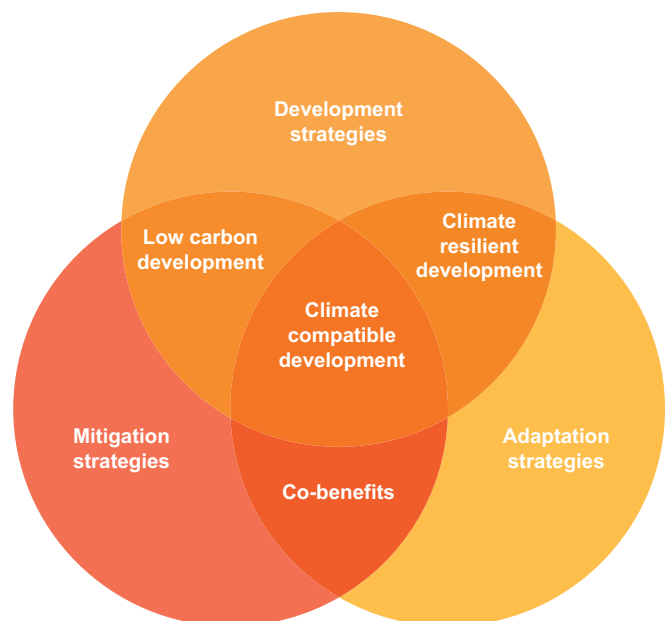 Development
strategies
Low carbon
development
Climate
resilient
development
Climate
compatible
development
Mitigation
strategies
Adaptation
strategies
Co-benefits